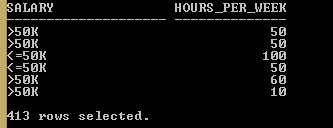 SALARY HOURS_PER_WEEK
-------------------- --------------
>50K 50
>50K 50
<=50K 100
<=50K 50
>50K 60
>50K 10
413 rows selected.